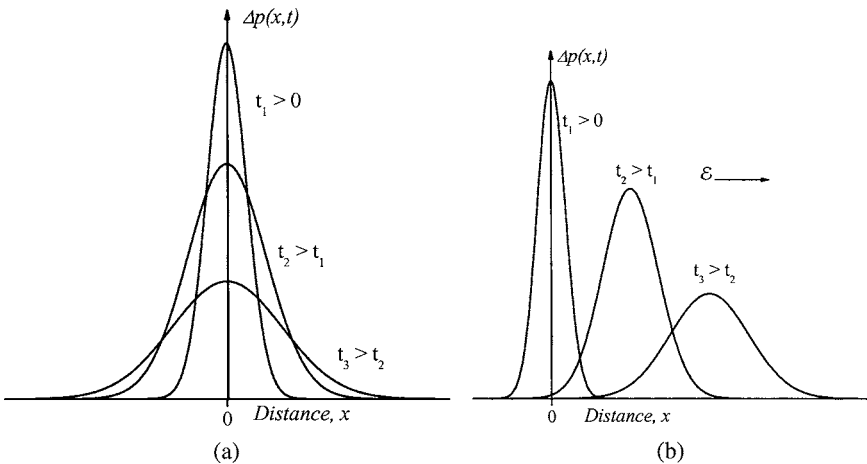 Δp(x,t)
t₁ > 0
t₂ > t₁
t₃ > t₂
0
Distance, x
(a)
Δp(x,t)
t₁ > 0
t₂ > t₁
ℰ
t₃ > t₂
0
Distance, x
(b)